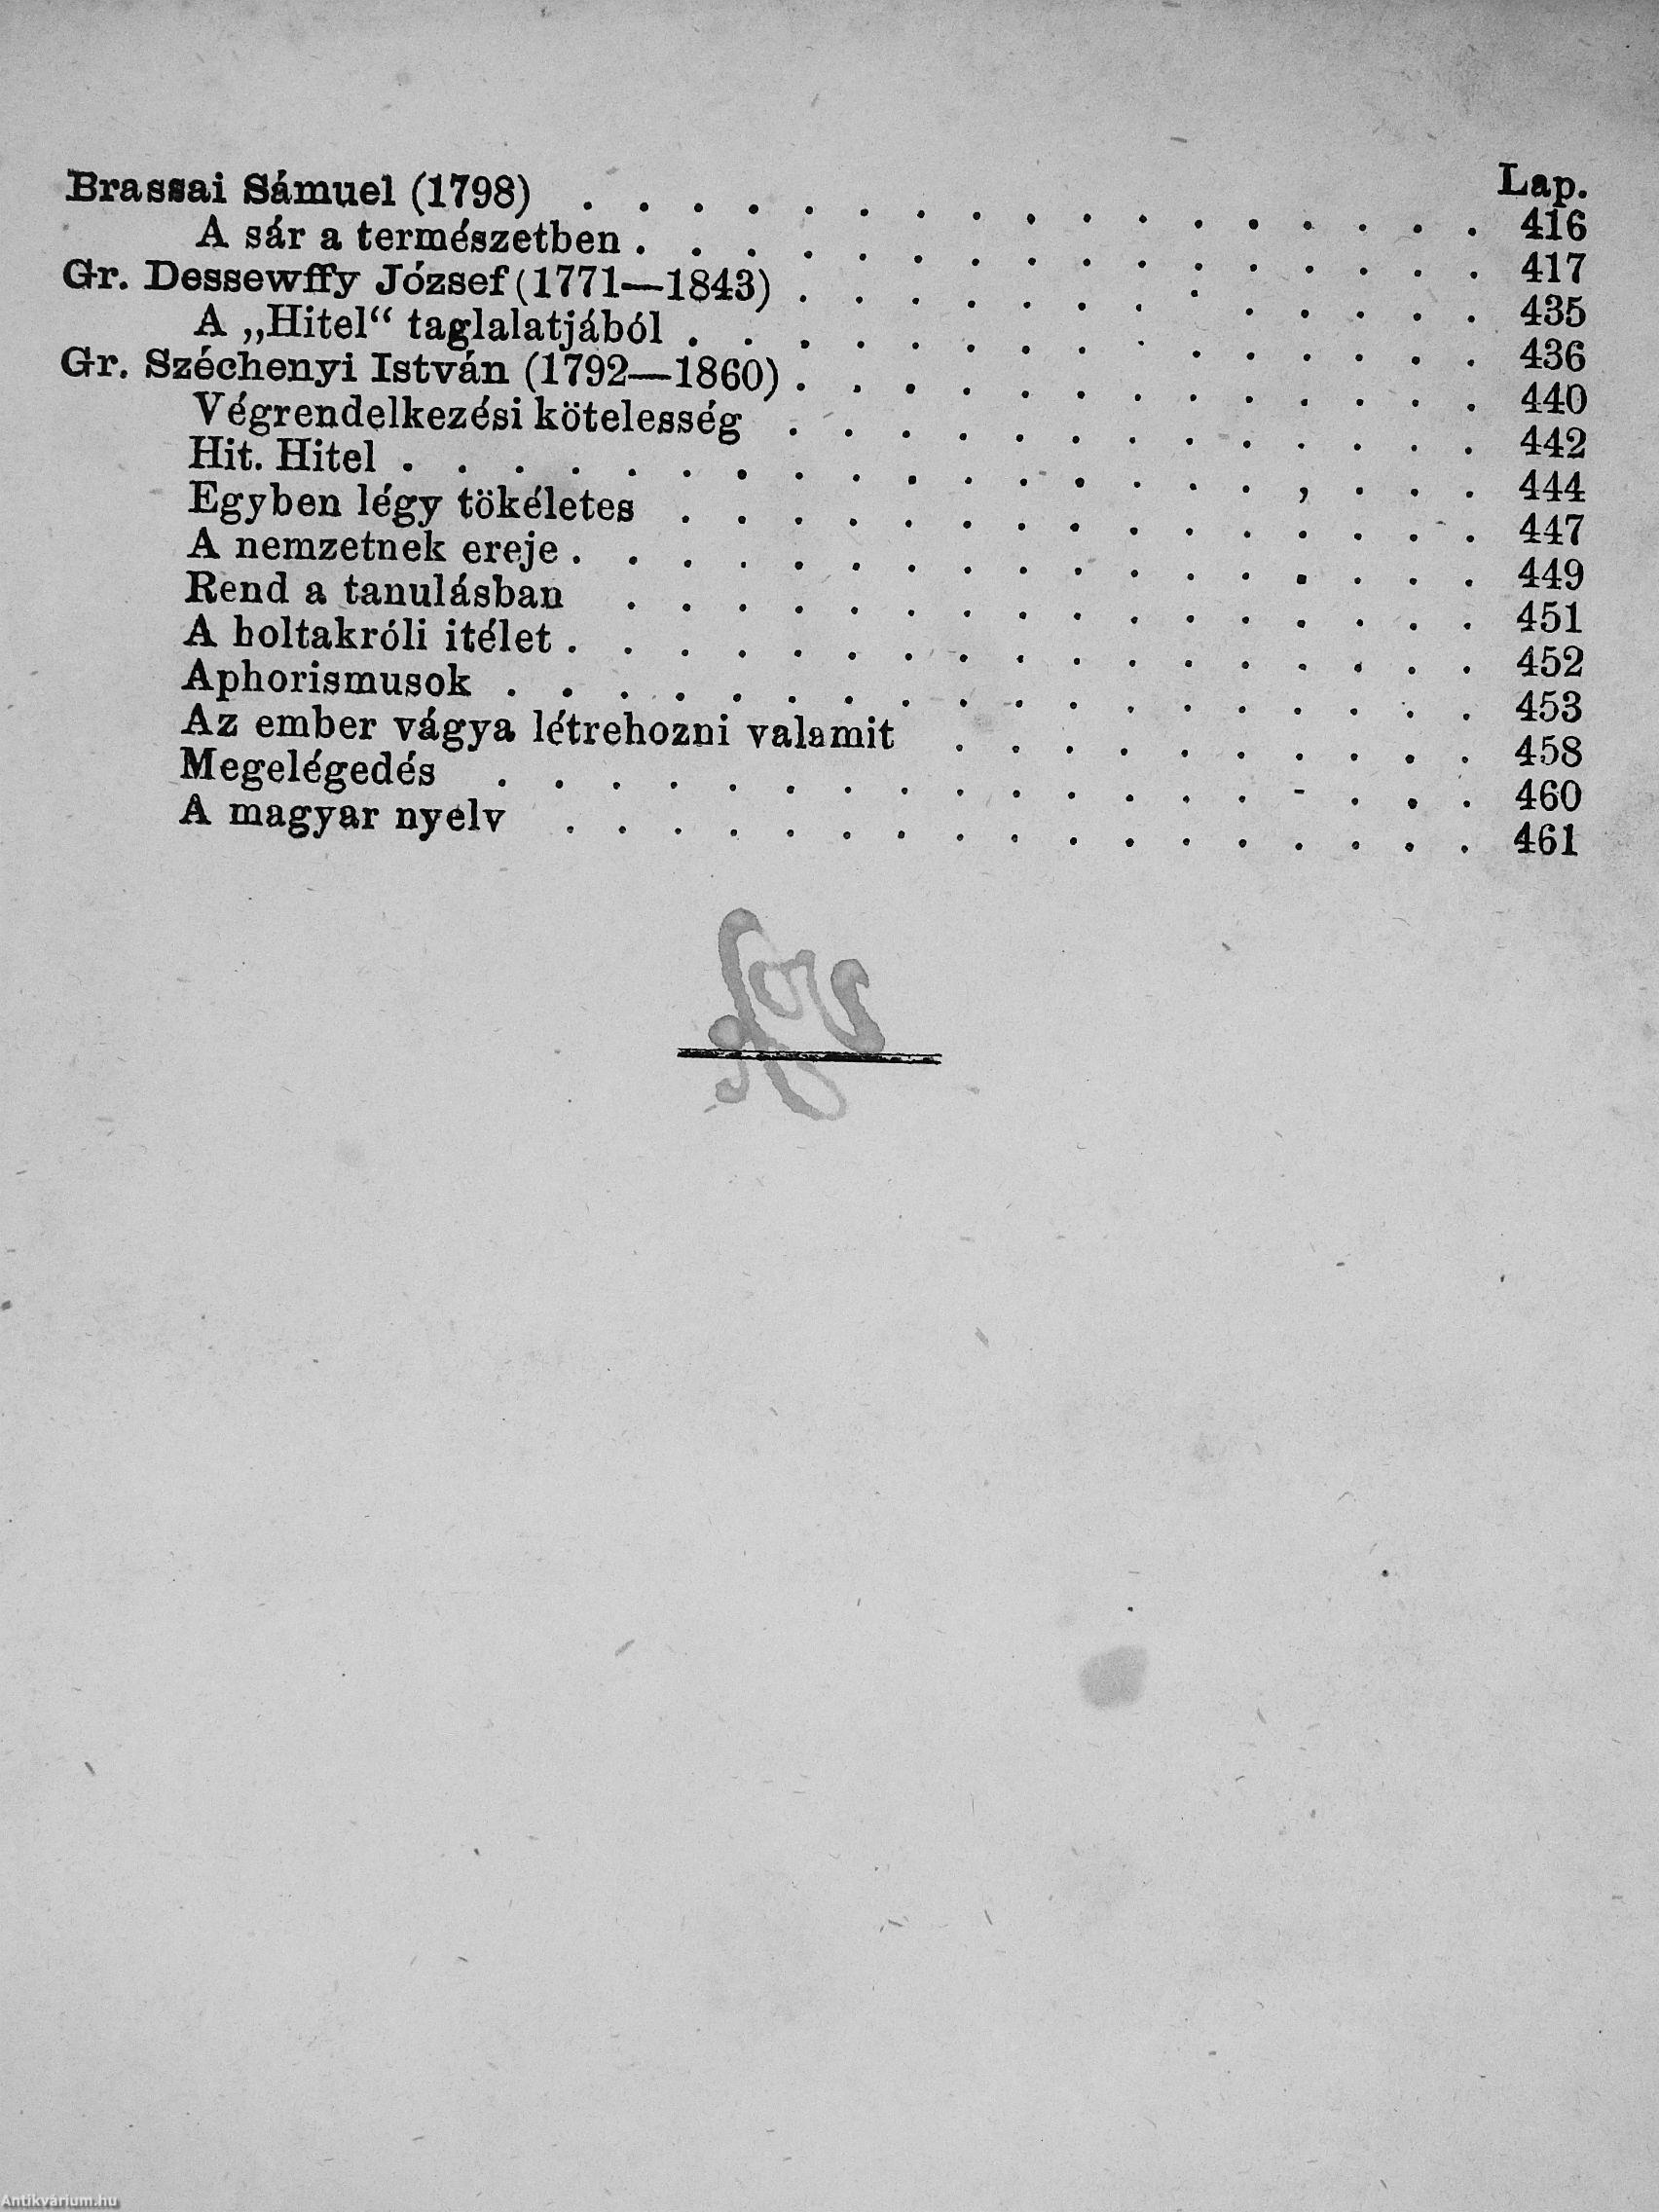 Lap.
Brassai Sámuel (1798) . . . . . . . . . . . . . . . . . 416
A sár a természetben . . . . . . . . . . . . . . . . 417
Gr. Dessewffy József (1771—1843) . . . . . . . . . . . . . 435
A „Hitel“ taglalatjából . . . . . . . . . . . . . . . 436
Gr. Széchenyi István (1792—1860) . . . . . . . . . . . . . 440
Végrendelkezési kötelesség . . . . . . . . . . . . . 442
Hit. Hitel . . . . . . . . . . . . . . . . , . . . 444
Egyben légy tökéletes . . . . . . . . . . . . . . . 447
A nemzetnek ereje . . . . . . . . . . . . . . . . . 449
Rend a tanulásban . . . . . . . . . . . . . . . . 451
A holtakróli itélet . . . . . . . . . . . . . . . . . 452
Aphorismusok . . . . . . . . . . . . . . . . . . 453
Az ember vágya létrehozni valamit . . . . . . . . . . 458
Megelégedés . . . . . . . . . . . . . . - . . . 460
A magyar nyelv . . . . . . . . . . . . . . . . . 461
Antikvárium.hu